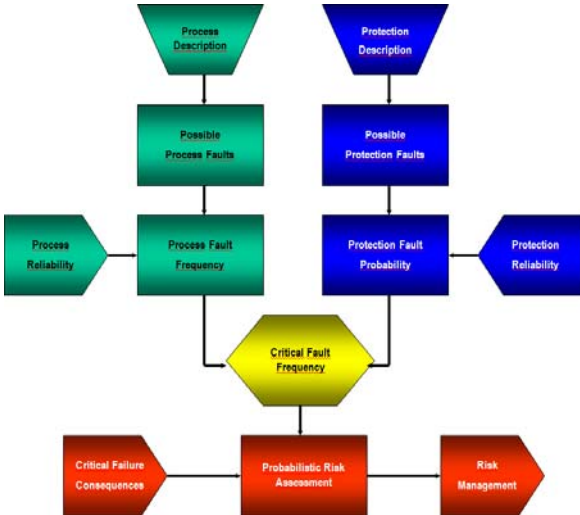 Process
Description
Protection
Description
Possible
Process Faults
Possible
Protection Faults
Process
Reliability
Process Fault
Frequency
Protection Fault
Probability
Protection
Reliability
Critical Fault
Frequency
Critical Failure
Consequences
Probabilistic Risk
Assessment
Risk
Management